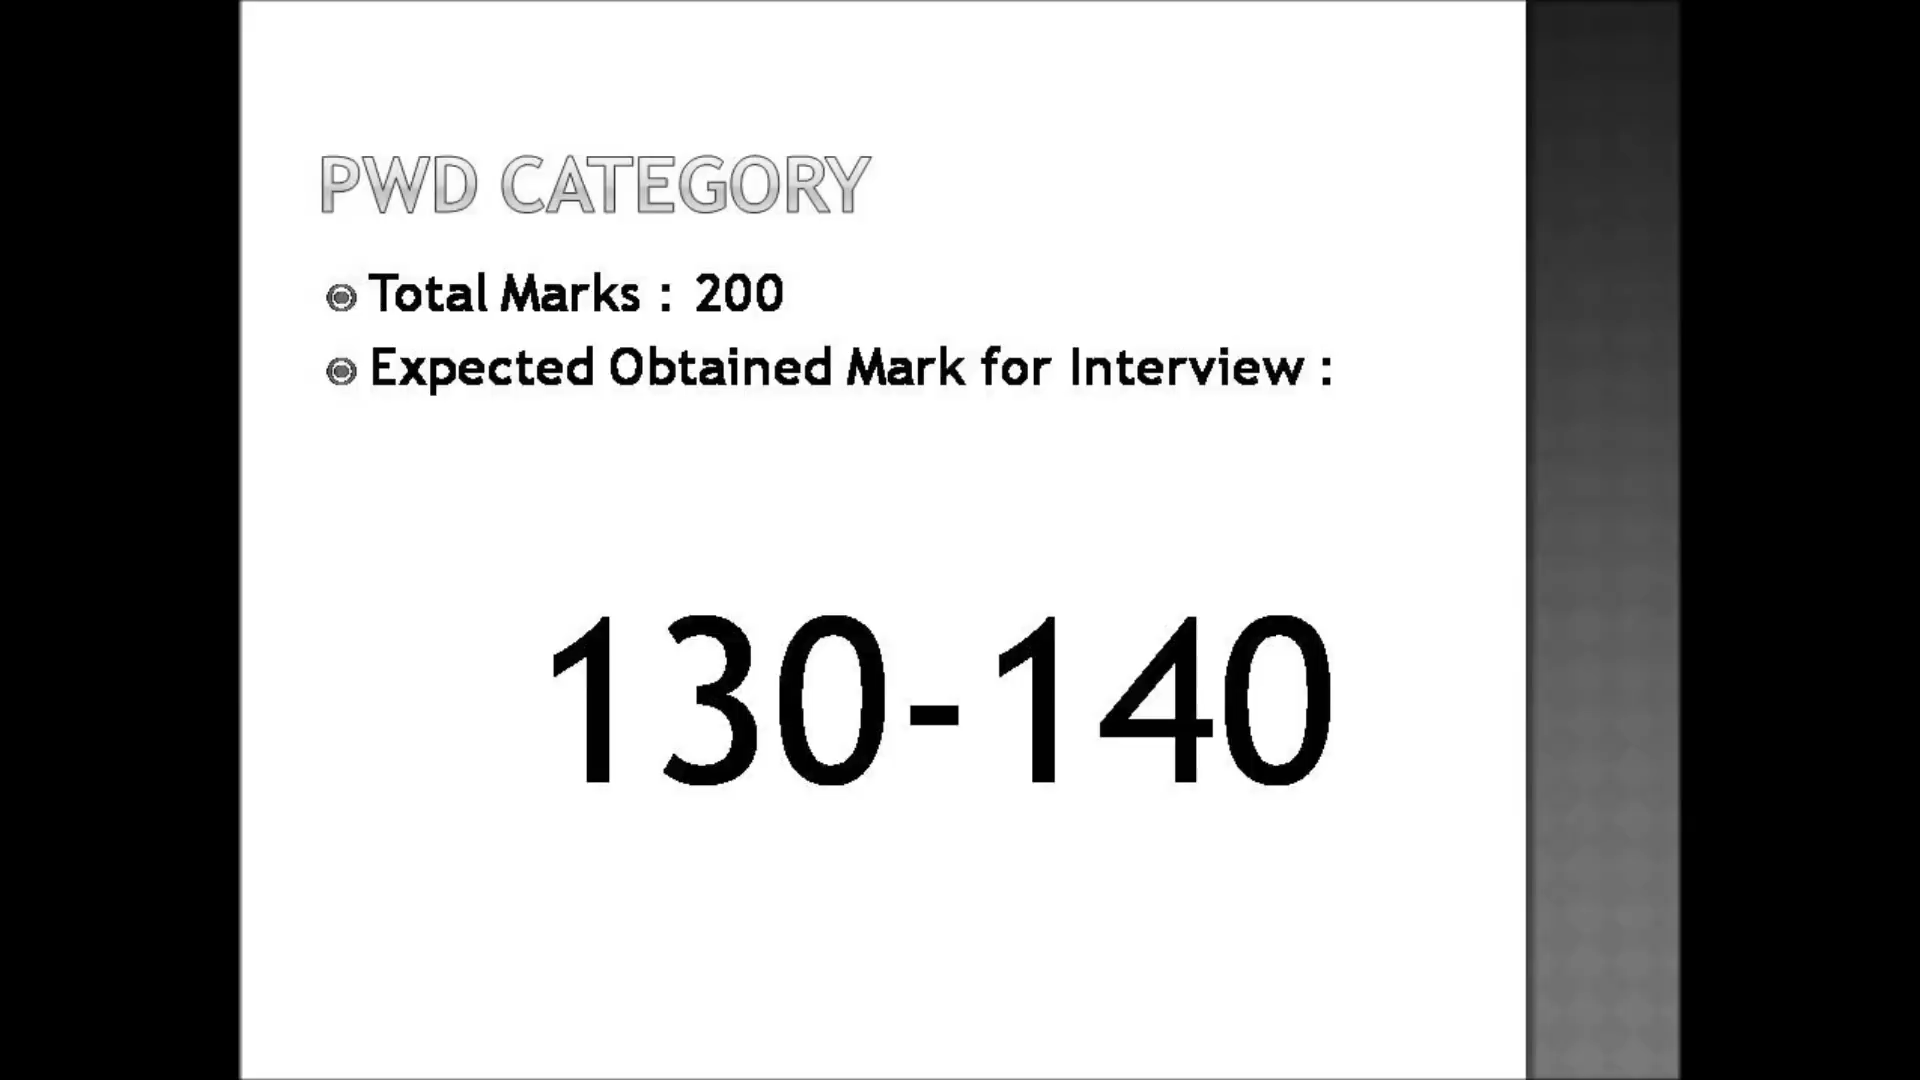 PWD CATEGORY
Total Marks : 200
Expected Obtained Mark for Interview :
130-140